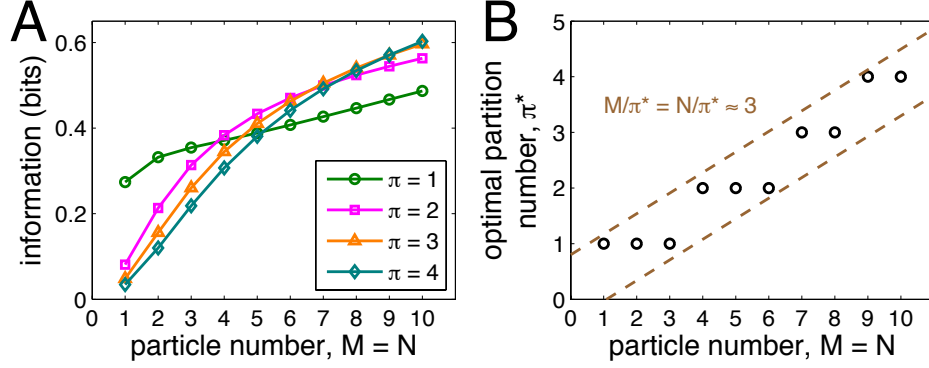 A
information (bits)
0.6
0.4
0.2
0
0 1 2 3 4 5 6 7 8 9 10
particle number, M = N
π = 1
π = 2
π = 3
π = 4
B
optimal partition
number, π*
5
4
3
2
1
0
M/π* = N/π* ≈ 3
0 1 2 3 4 5 6 7 8 9 10
particle number, M = N